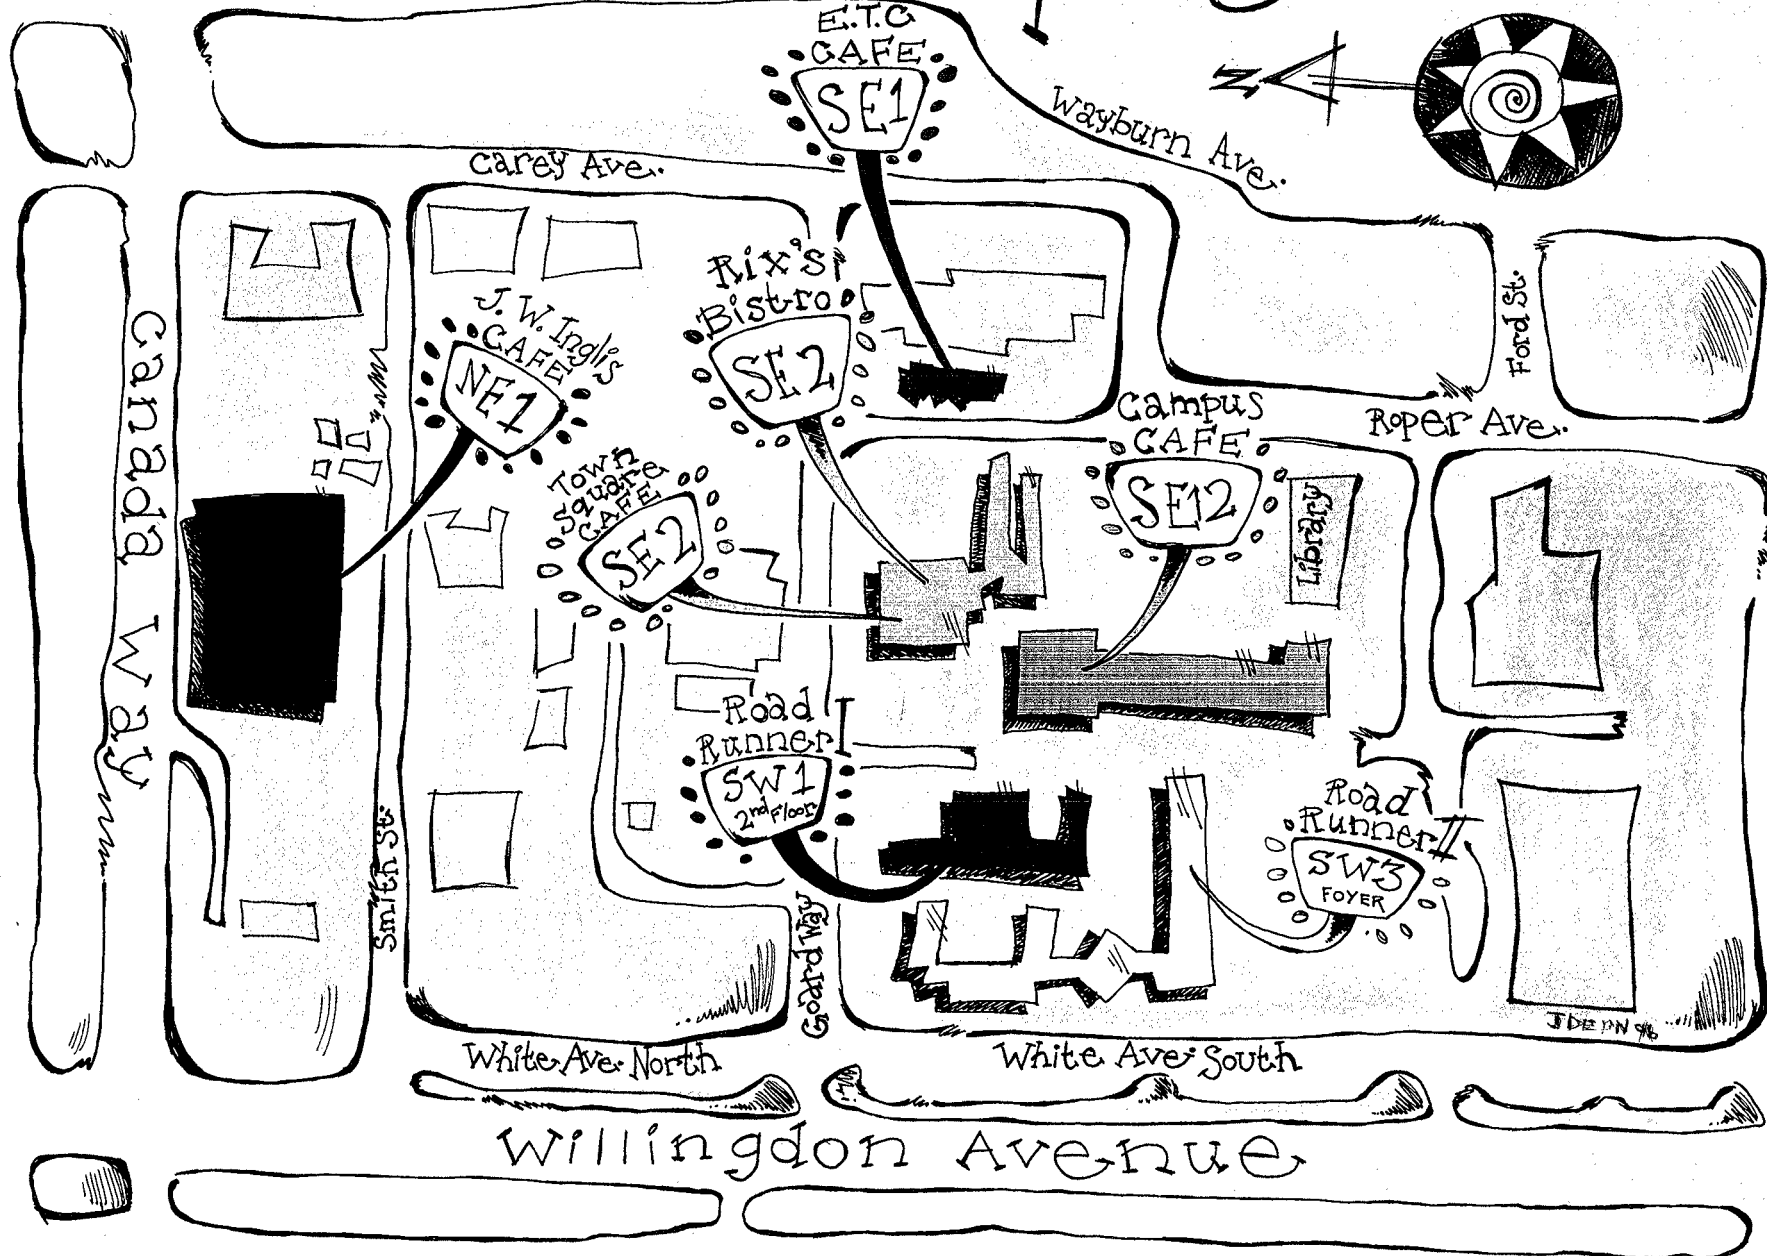 E.T.C
CAFE
SE1
N
Wayburn Ave.
Carey Ave.
Rix's
Bistro
SE2
J.W. Inglis
CAFE
NE1
Ford St.
Campus
CAFE
SE12
Roper Ave.
Town
Square
CAFE
SE2
Library
Canada Way
Road
Runner I
SW1
2nd Floor
Road
Runner II
SW3
FOYER
Smith St.
Goard Way
White Ave. North
White Ave. South
Willingdon Avenue